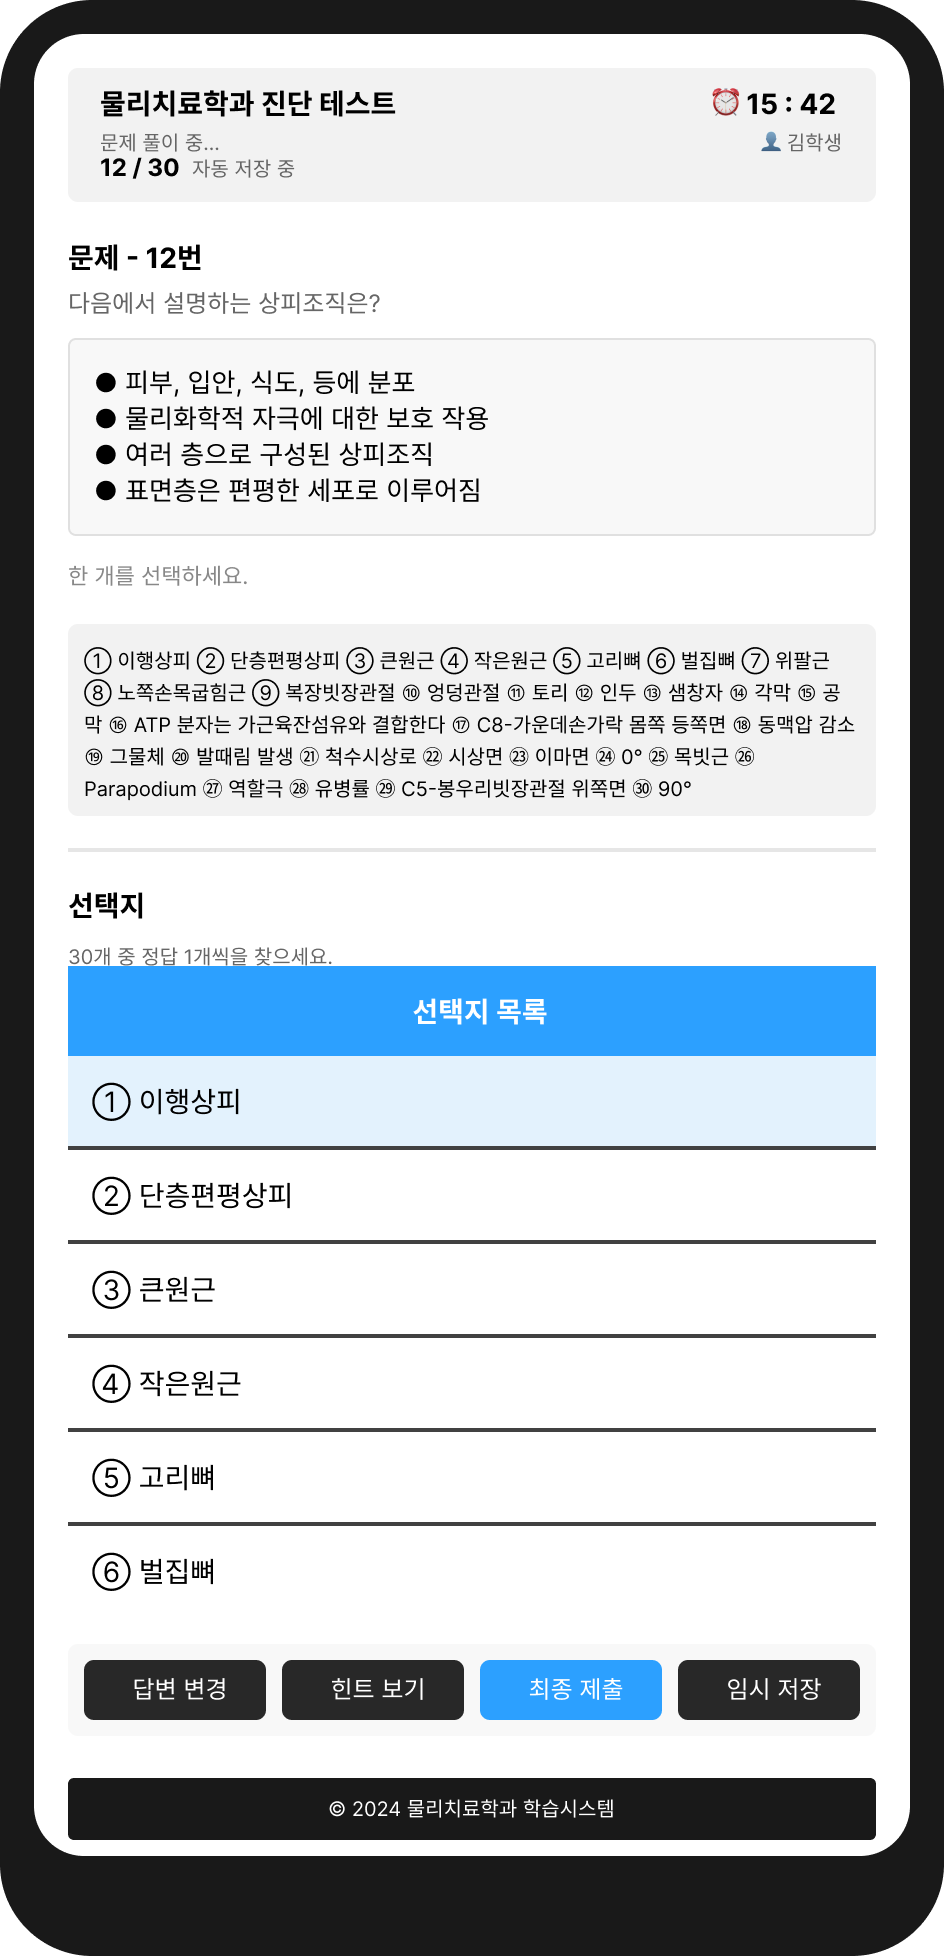 물리치료학과 진단 테스트
⏰ 15 : 42
문제 풀이 중...
👤 김학생
12 / 30 자동 저장 중
문제 - 12번
다음에서 설명하는 상피조직은?
● 피부, 입안, 식도, 등에 분포
● 물리화학적 자극에 대한 보호 작용
● 여러 층으로 구성된 상피조직
● 표면층은 편평한 세포로 이루어짐
한 개를 선택하세요.
① 이행상피 ② 단층편평상피 ③ 큰원근 ④ 작은원근 ⑤ 고리뼈 ⑥ 벌집뼈 ⑦ 위팔근
⑧ 노쪽손목굽힘근 ⑨ 복장빗장관절 ⑩ 엉덩관절 ⑪ 토리 ⑫ 인두 ⑬ 샘창자 ⑭ 각막 ⑮ 공
막 ⑯ ATP 분자는 가근육잔섬유와 결합한다 ⑰ C8-가운데손가락 몸쪽 등쪽면 ⑱ 동맥압 감소
⑲ 그물체 ⑳ 발때림 발생 ㉑ 척수시상로 ㉒ 시상면 ㉓ 이마면 ㉔ 0° ㉕ 목빗근 ㉖
Parapodium ㉗ 역할극 ㉘ 유병률 ㉙ C5-봉우리빗장관절 위쪽면 ㉚ 90°
선택지
30개 중 정답 1개씩을 찾으세요.
선택지 목록
① 이행상피
② 단층편평상피
③ 큰원근
④ 작은원근
⑤ 고리뼈
⑥ 벌집뼈
답변 변경
힌트 보기
최종 제출
임시 저장
© 2024 물리치료학과 학습시스템